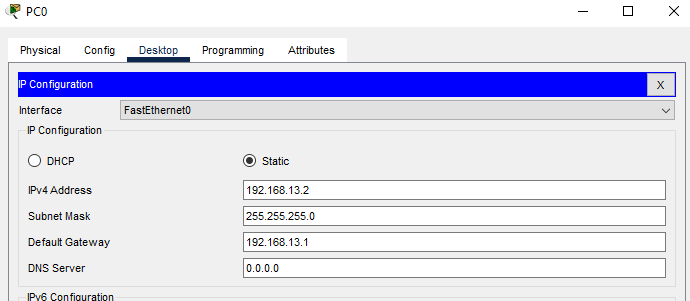 PC0
Physical Config Desktop Programming Attributes
IP Configuration X
Interface FastEthernet0
IP Configuration
DHCP Static
IPv4 Address 192.168.13.2
Subnet Mask 255.255.255.0
Default Gateway 192.168.13.1
DNS Server 0.0.0.0
IPv6 Configuration